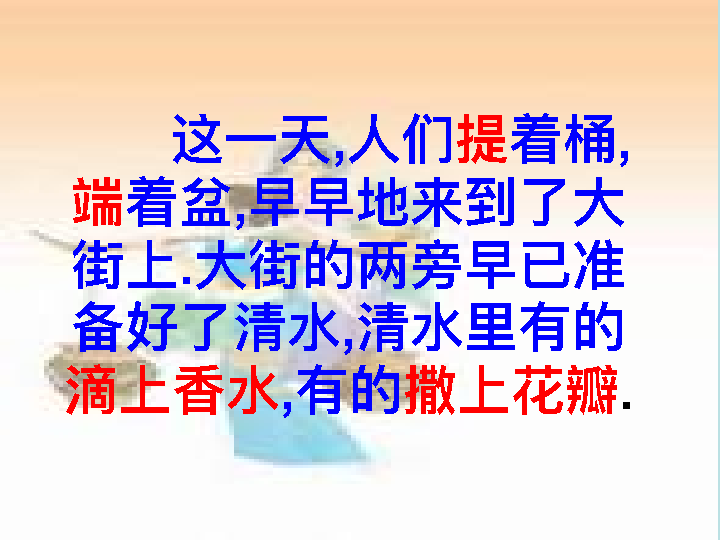 这一天,人们提着桶,
端着盆,早早地来到了大
街上.大街的两旁早已准
备好了清水,清水里有的
滴上香水,有的撒上花瓣.